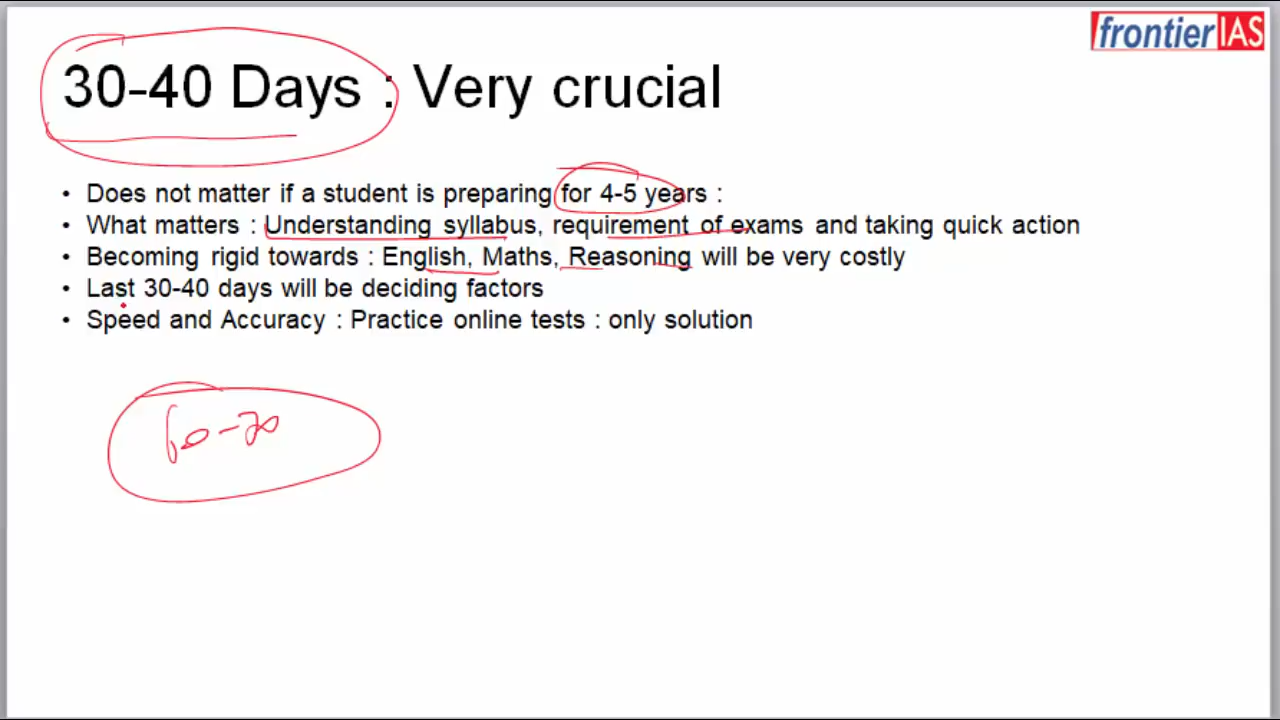 frontier IAS
30-40 Days : Very crucial
• Does not matter if a student is preparing for 4-5 years :
• What matters : Understanding syllabus, requirement of exams and taking quick action
• Becoming rigid towards : English, Maths, Reasoning will be very costly
• Last 30-40 days will be deciding factors
• Speed and Accuracy : Practice online tests : only solution
60-70